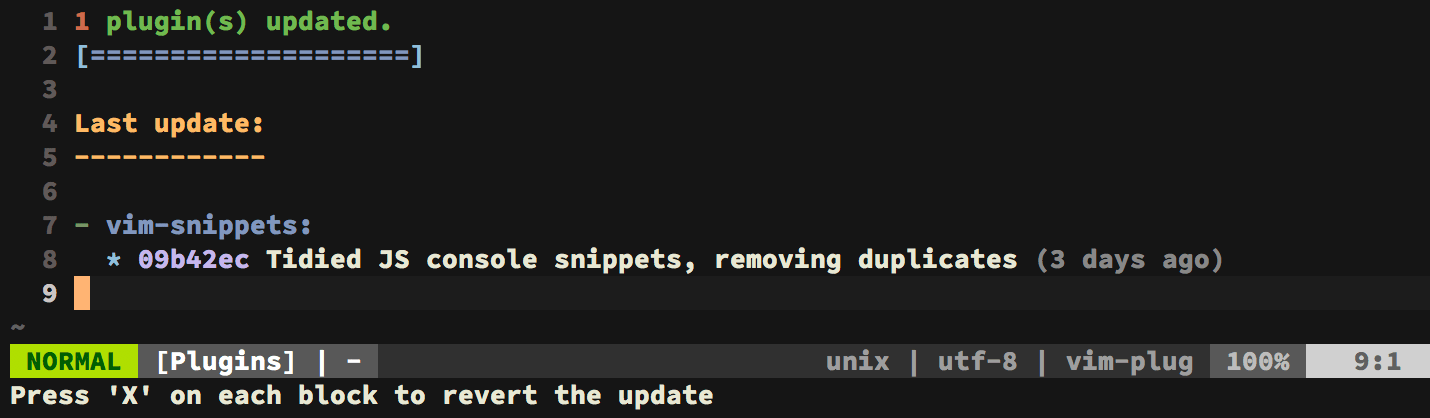 1 1 plugin(s) updated.
2 [====================]
3
4 Last update:
5 ------------
6
7 - vim-snippets:
8   * 09b42ec Tidied JS console snippets, removing duplicates (3 days ago)
9
~
NORMAL [Plugins] | - unix | utf-8 | vim-plug 100% 9:1
Press 'X' on each block to revert the update